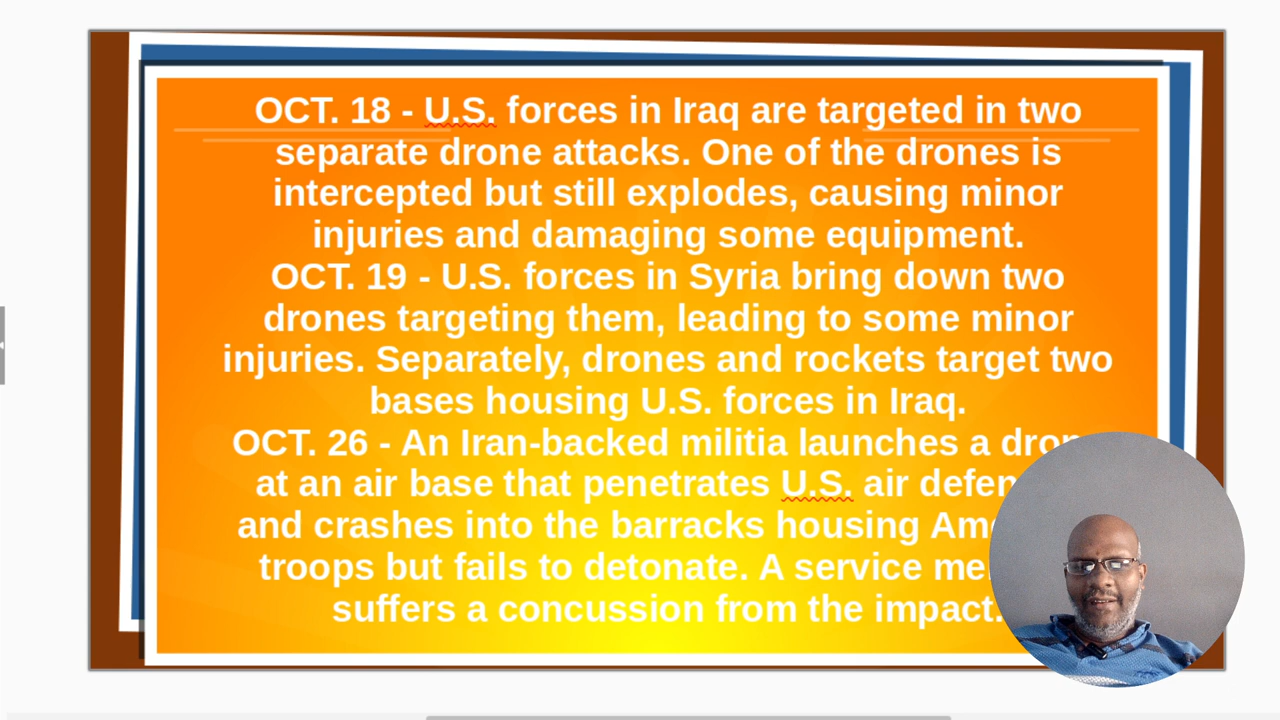 OCT. 18 - U.S. forces in Iraq are targeted in two
separate drone attacks. One of the drones is
intercepted but still explodes, causing minor
injuries and damaging some equipment.
OCT. 19 - U.S. forces in Syria bring down two
drones targeting them, leading to some minor
injuries. Separately, drones and rockets target two
bases housing U.S. forces in Iraq.
OCT. 26 - An Iran-backed militia launches a
at an air base that penetrates U.S. air
and crashes into the barracks housing
troops but fails to detonate. A service
suffers a concussion from the impact.